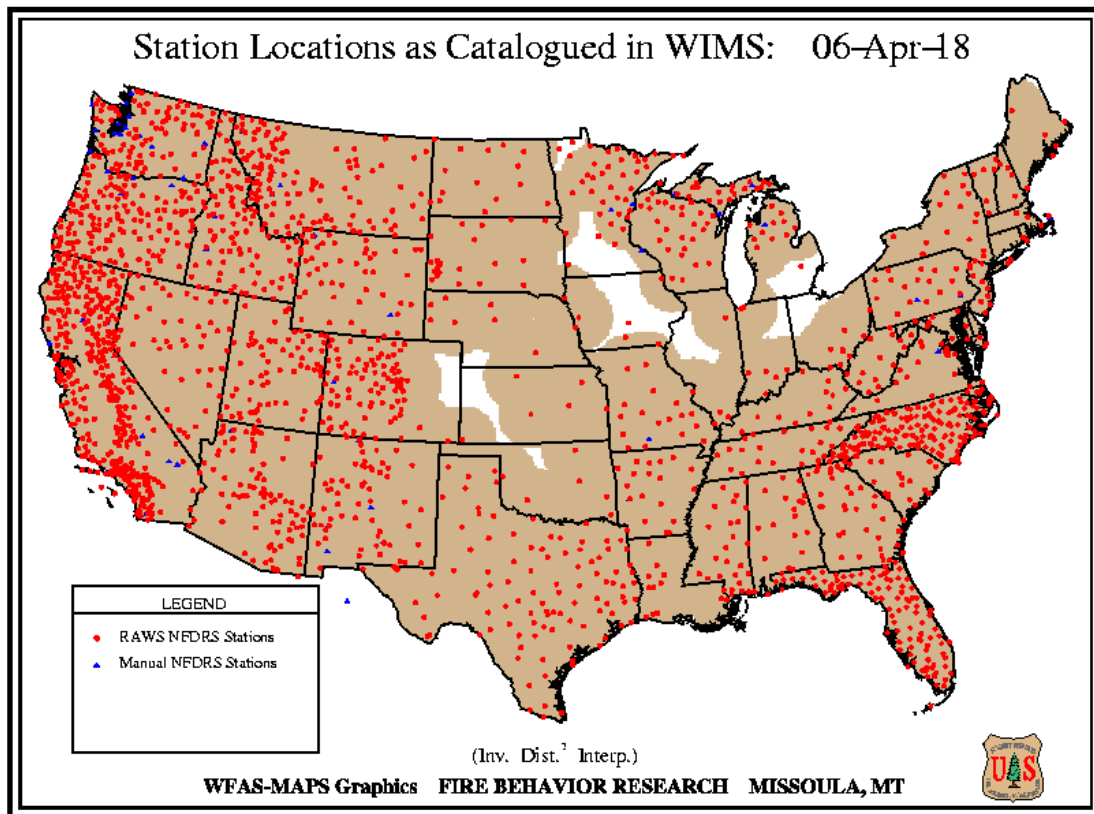 Station Locations as Catalogued in WIMS: 06-Apr-18
LEGEND
RAWS NFDRS Stations
Manual NFDRS Stations
(Inv. Dist.² Interp.)
WFAS-MAPS Graphics FIRE BEHAVIOR RESEARCH MISSOULA, MT
U S